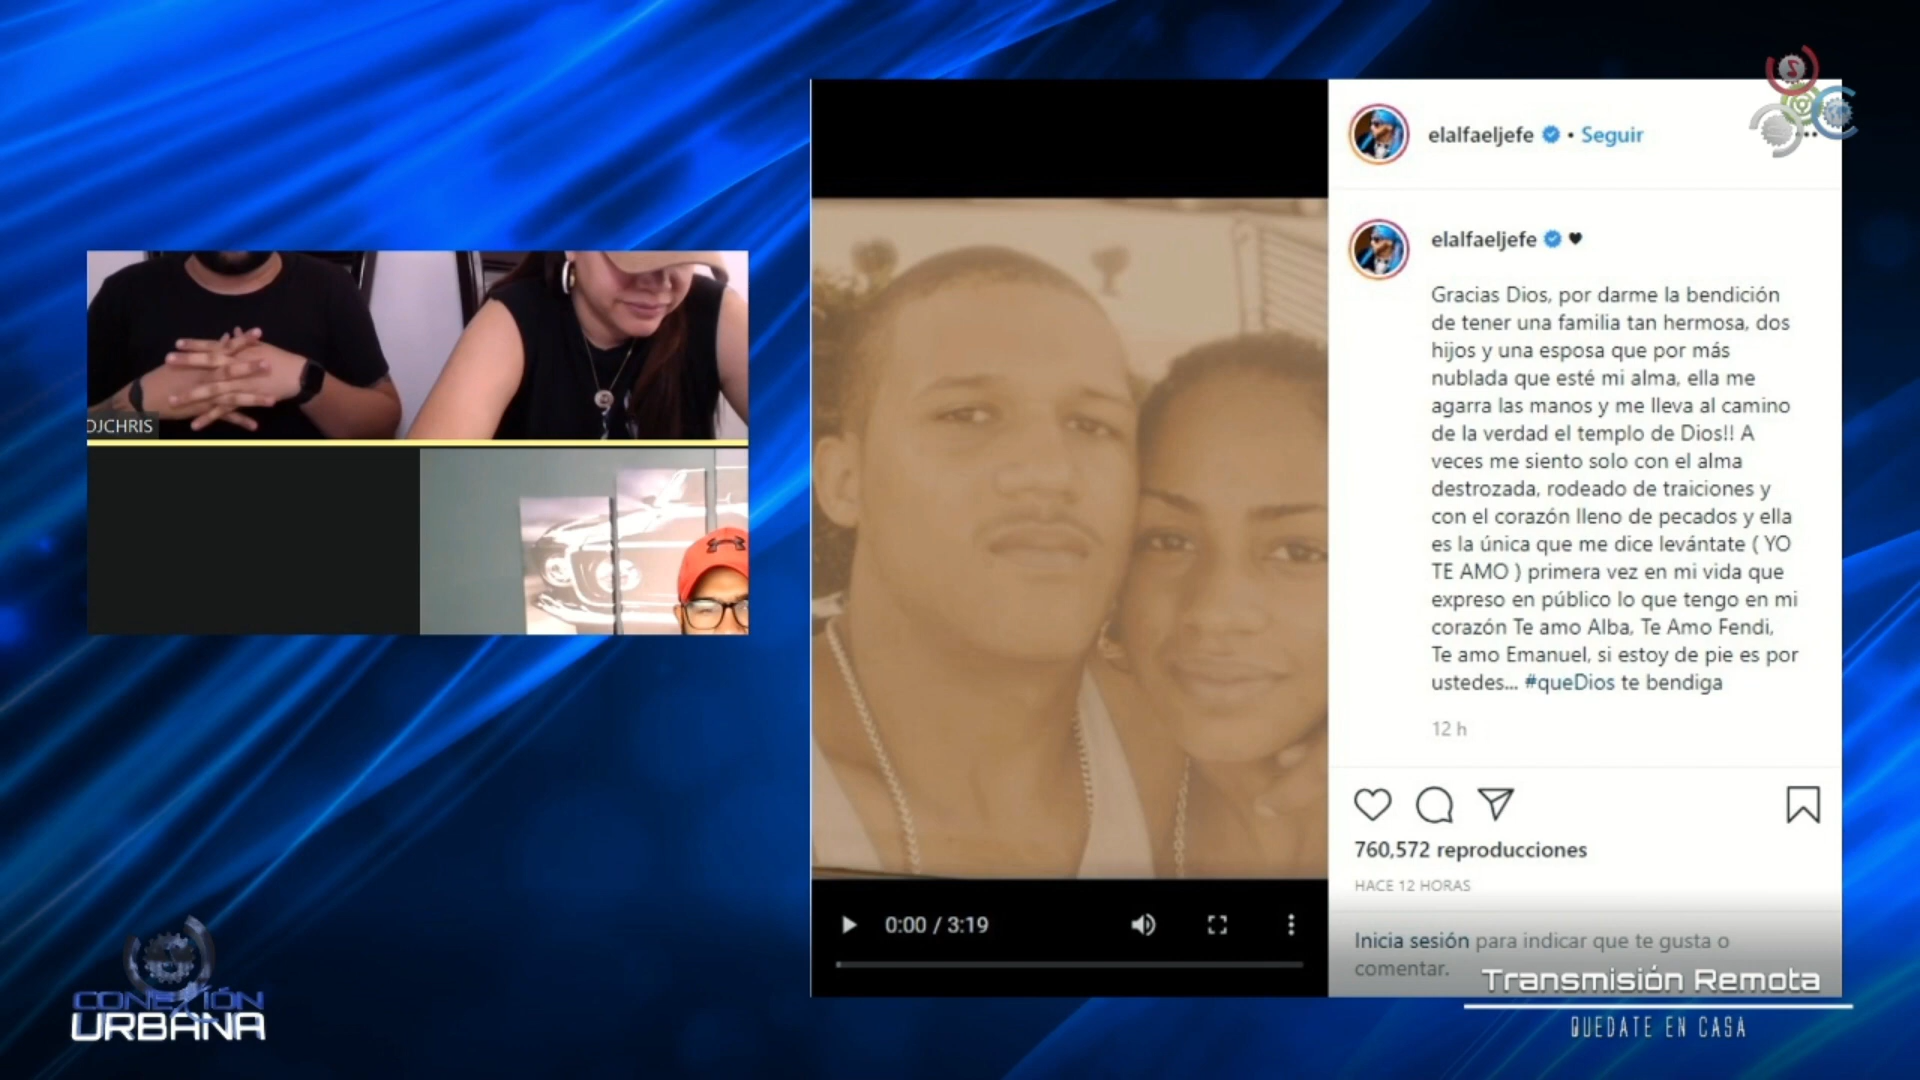 elalfaeljefe • Seguir
elalfaeljefe
Gracias Dios, por darme la bendición
de tener una familia tan hermosa, dos
hijos y una esposa que por más
nublada que esté mi alma, ella me
agarra las manos y me lleva al camino
de la verdad el templo de Dios!! A
veces me siento solo con el alma
destrozada, rodeado de traiciones y
con el corazón lleno de pecados y ella
es la única que me dice levántate ( YO
TE AMO ) primera vez en mi vida que
expreso en público lo que tengo en mi
corazón Te amo Alba, Te Amo Fendi,
Te amo Emanuel, si estoy de pie es por
ustedes... #queDios te bendiga
12 h
760,572 reproducciones
HACE 12 HORAS
Inicia sesión para indicar que te gusta o
comentar.
0:00 / 3:19
DJCHRIS
CONEXIÓN
URBANA
Transmisión Remota
QUEDATE EN CASA